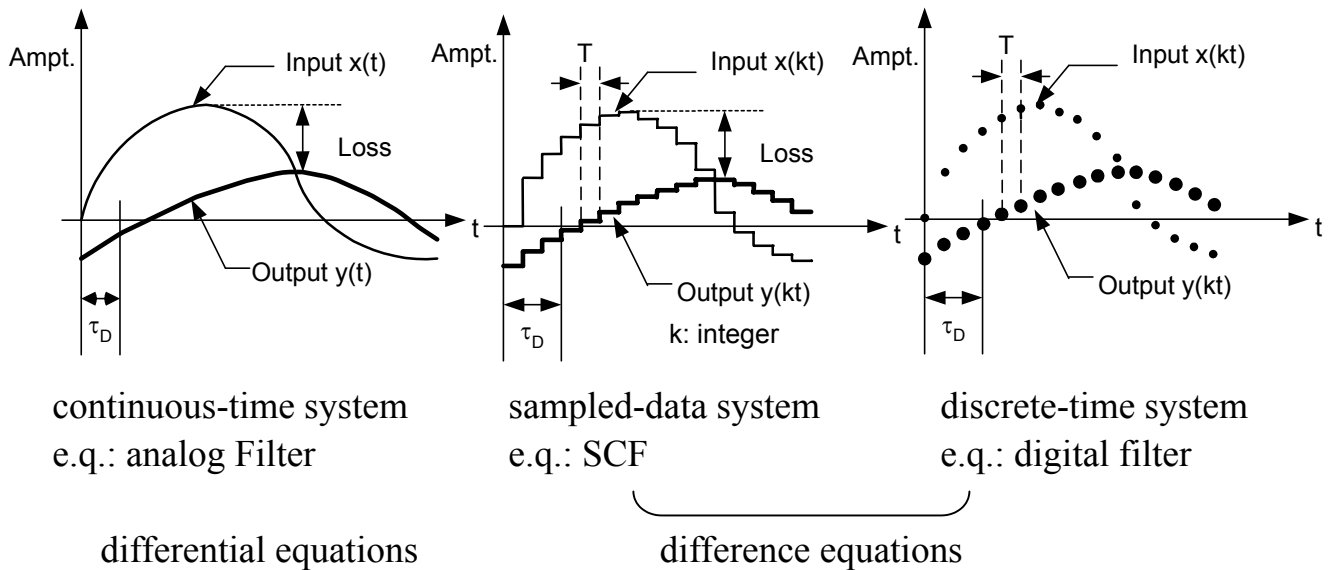 Ampt.
Input x(t)
Loss
t
Output y(t)
τD
continuous-time system
e.q.: analog Filter
differential equations
Ampt.
T
Input x(kt)
Loss
t
Output y(kt)
τD
k: integer
sampled-data system
e.q.: SCF
Ampt.
T
Input x(kt)
t
Output y(kt)
τD
discrete-time system
e.q.: digital filter
difference equations